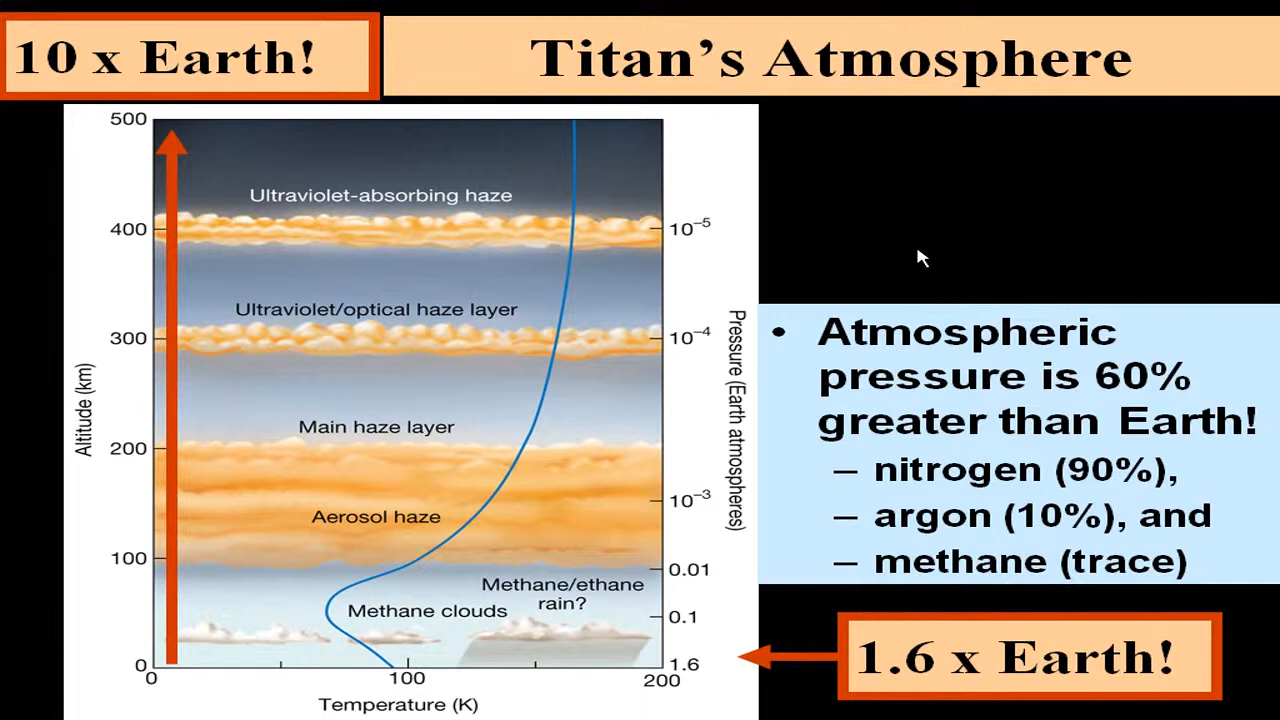 10 x Earth!
Titan’s Atmosphere
500
Ultraviolet-absorbing haze
400
10⁻⁵
Ultraviolet/optical haze layer
300
10⁻⁴
Main haze layer
200
10⁻³
Aerosol haze
100
0.01
Methane/ethane
rain?
Methane clouds
0.1
0
1.6
0
100
200
Temperature (K)
Altitude (km)
Pressure (Earth atmospheres)
• Atmospheric
pressure is 60%
greater than Earth!
– nitrogen (90%),
– argon (10%), and
– methane (trace)
1.6 x Earth!